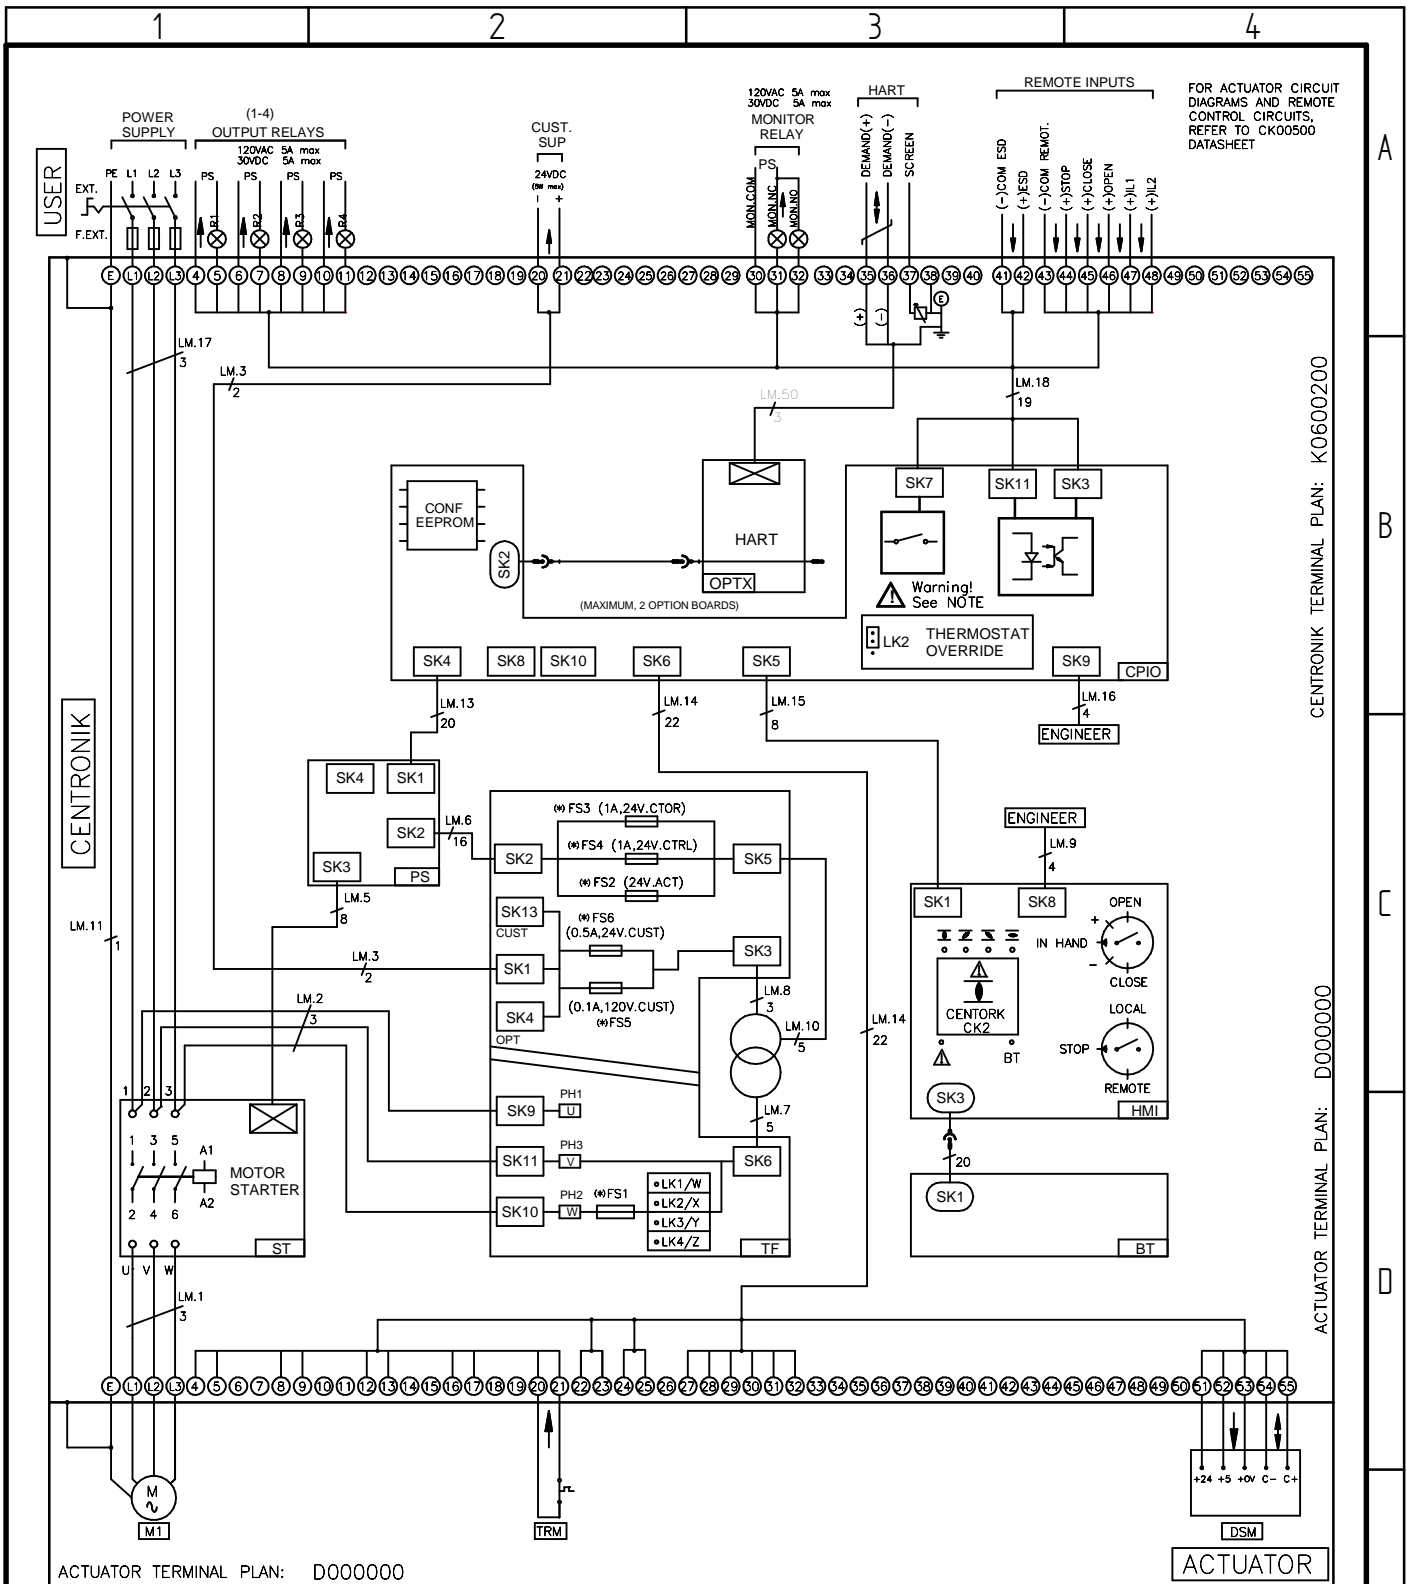 1 2 3 4
A
B
C
D
FOR ACTUATOR CIRCUIT
DIAGRAMS AND REMOTE
CONTROL CIRCUITS,
REFER TO CK00500
DATASHEET
USER
POWER
SUPPLY
PE L1 L2 L3
EXT.
F.EXT.
(1-4)
OUTPUT RELAYS
120VAC 5A max
30VDC 5A max
PS PS PS PS
R1 R2 R3 R4
CUST.
SUP
24VDC
(5W max)
- +
120VAC 5A max
30VDC 5A max
MONITOR
RELAY
PS
MON.COM
MON.NC
MON.NO
HART
DEMAND(+)
DEMAND(-)
SCREEN
REMOTE INPUTS
(-)COM ESD
(+)ESD
(-)COM REMOT.
(+)STOP
(+)CLOSE
(+)OPEN
(+)IL1
(+)IL2
E L1 L2 L3 4 5 6 7 8 9 10 11 12 13 14 15 16 17 18 19 20 21 22 23 24 25 26 27 28 29 30 31 32 33 34 35 36 37 38 39 40 41 42 43 44 45 46 47 48 49 50 51 52 53 54 55
(+) (-) E
LM.17
3
LM.3
2
LM.50
3
LM.18
19
CENTRONIK TERMINAL PLAN: K0600200
CONF
EEPROM
SK2
HART
OPTX
(MAXIMUM, 2 OPTION BOARDS)
SK7 SK11 SK3
Warning!
See NOTE
LK2
THERMOSTAT
OVERRIDE
SK4 SK8 SK10 SK6 SK5 SK9
CPIO
LM.13
20
LM.14
22
LM.15
8
LM.16
4
ENGINEER
CENTRONIK
SK4 SK1
SK2
SK3
PS
LM.6
16
LM.5
8
LM.11
1
LM.3
2
LM.2
3
(*)FS3 (1A,24V.CTOR)
(*)FS4 (1A,24V.CTRL)
(*)FS2 (24V.ACT)
SK2 SK5
SK13
CUST
(*)FS6
(0.5A,24V.CUST)
SK1 SK3
SK4
OPT
(0.1A,120V.CUST)
(*)FS5
LM.8
3
LM.10
5
LM.7
5
SK9
PH1
U
SK11
PH3
V
SK6
SK10
PH2
W
(*)FS1
LK1/W
LK2/X
LK3/Y
LK4/Z
TF
LM.14
22
ENGINEER
LM.9
4
SK1 SK8
OPEN
+
IN HAND
-
CLOSE
CENTORK
CK2
BT
LOCAL
STOP
REMOTE
SK3
HMI
20
SK1
BT
1 2 3
1 3 5
A1
A2
MOTOR
STARTER
2 4 6
ST
U V W
LM.1
3
ACTUATOR TERMINAL PLAN: D000000
E L1 L2 L3 4 5 6 7 8 9 10 11 12 13 14 15 16 17 18 19 20 21 22 23 24 25 26 27 28 29 30 31 32 33 34 35 36 37 38 39 40 41 42 43 44 45 46 47 48 49 50 51 52 53 54 55
M
M1
TRM
+24 +5 +0V C- C+
DSM
ACTUATOR TERMINAL PLAN: D000000
ACTUATOR